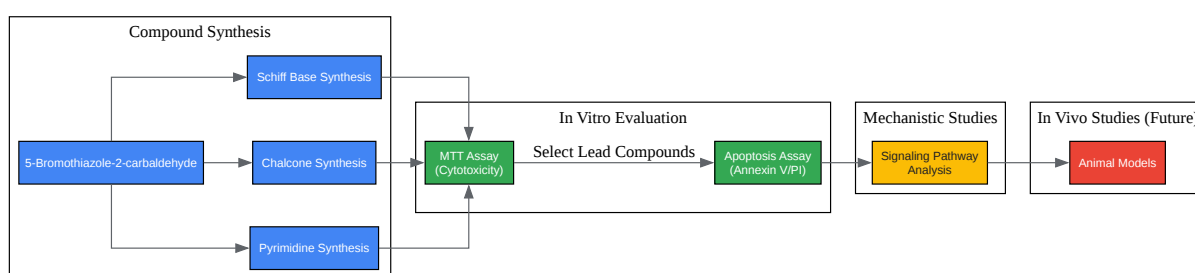 Compound Synthesis
Schiff Base Synthesis
5-Bromothiazole-2-carbaldehyde
Chalcone Synthesis
Pyrimidine Synthesis
In Vitro Evaluation
MTT Assay
(Cytotoxicity)
Select Lead Compounds
Apoptosis Assay
(Annexin V/PI)
Mechanistic Studies
Signaling Pathway
Analysis
In Vivo Studies (Future)
Animal Models